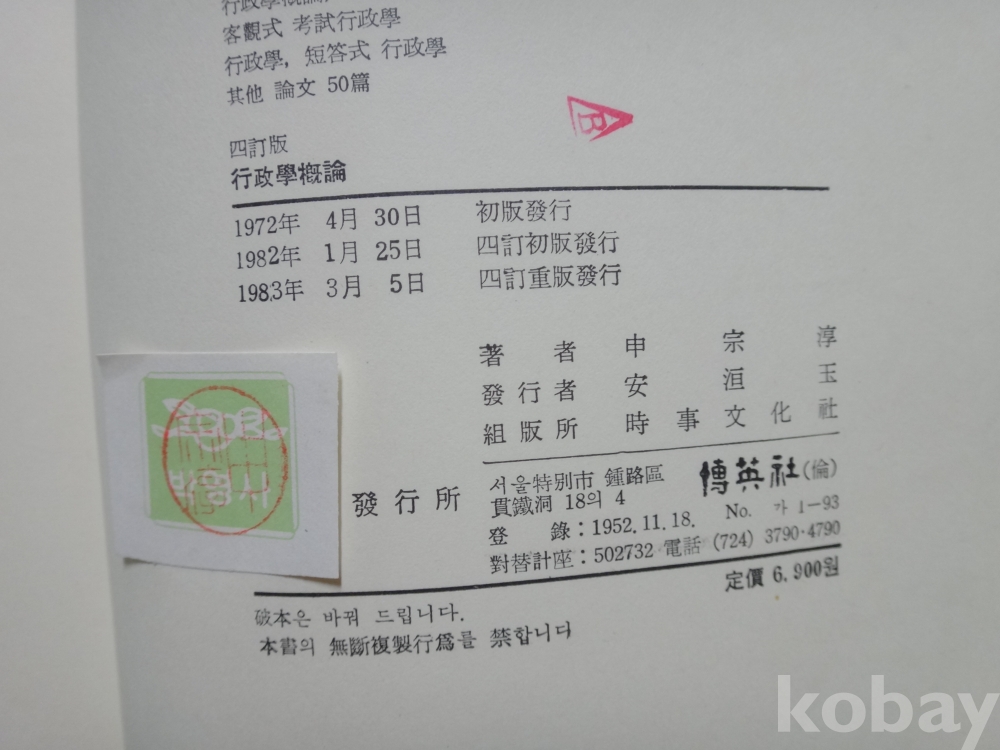 行政學概論,
客觀式 考試行政學
行政學, 短答式 行政學
其他 論文 50篇
四訂版
行政學概論
1972年 4月 30日 初版發行
1982年 1月 25日 四訂初版發行
1983年 3月 5日 四訂重版發行
著者 申宗淳
發行者 安洹玉
組版所 時事文化社
發行所 서울特別市 鍾路區 博英社(倫)
貫鐵洞 18의 4
登錄:1952.11.18. No. 가 1-93
對替計座:502732 電話 (724) 3790·4790
定價 6,900원
破本은 바꿔 드립니다.
本書의 無斷複製行爲를 禁합니다
kobay